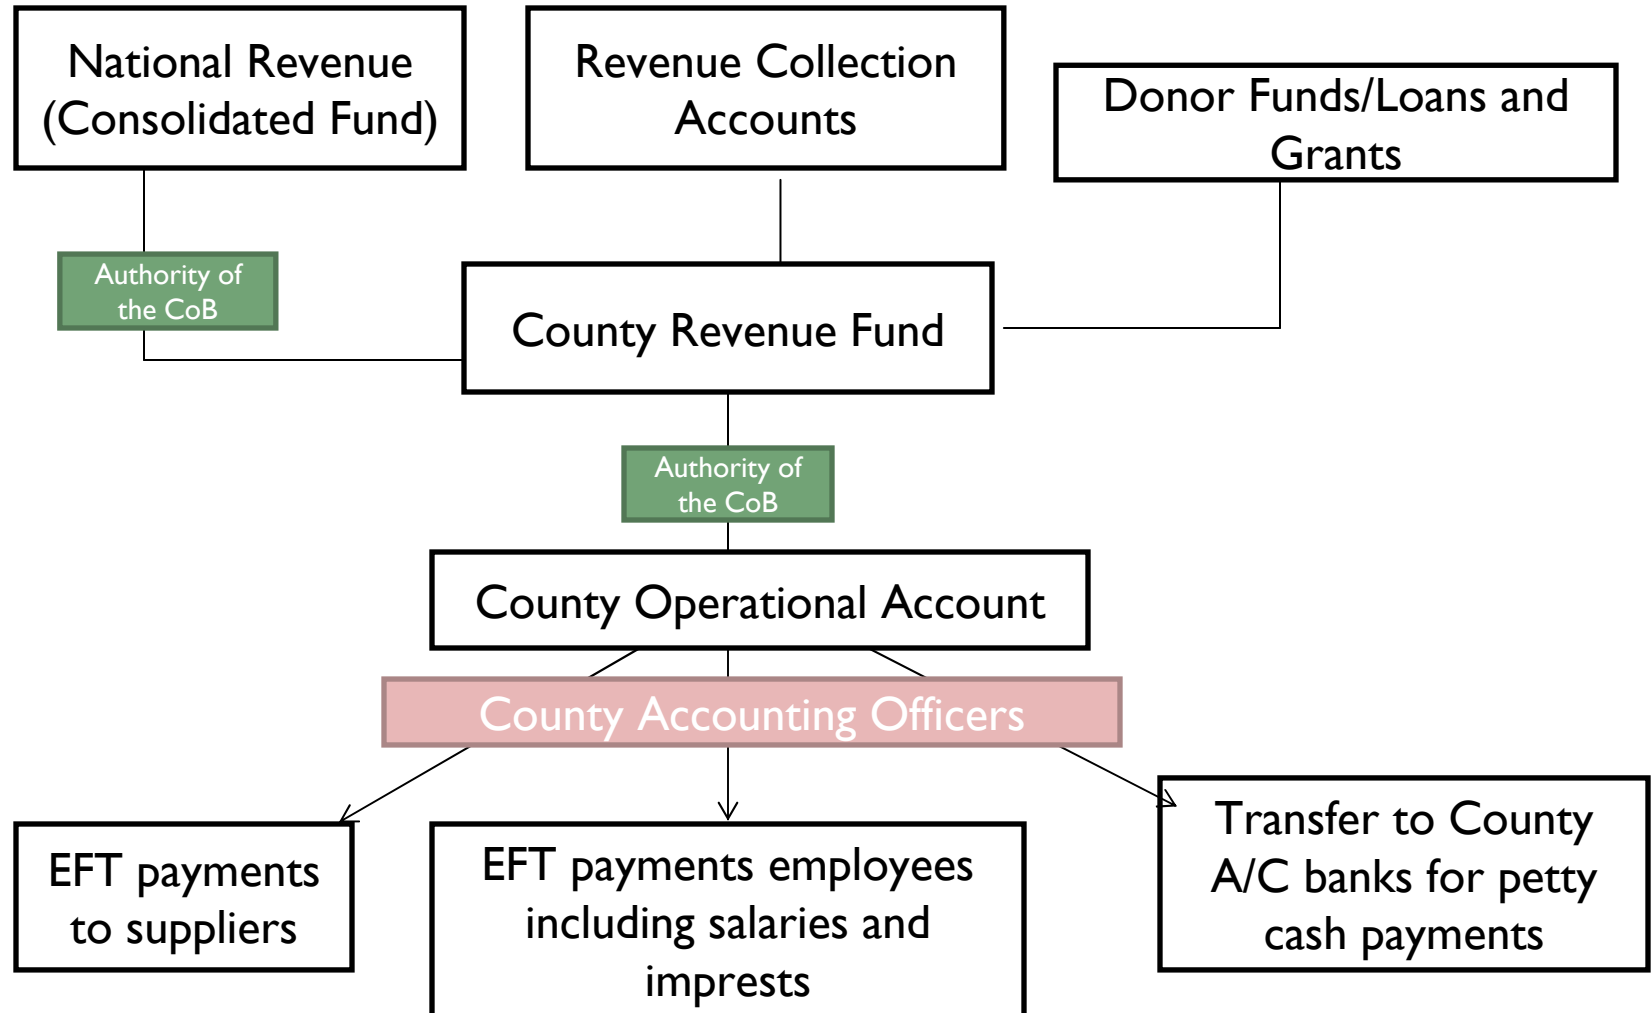 National Revenue
(Consolidated Fund)
Revenue Collection
Accounts
Donor Funds/Loans and
Grants
Authority of
the CoB
County Revenue Fund
Authority of
the CoB
County Operational Account
County Accounting Officers
EFT payments
to suppliers
EFT payments employees
including salaries and
imprests
Transfer to County
A/C banks for petty
cash payments